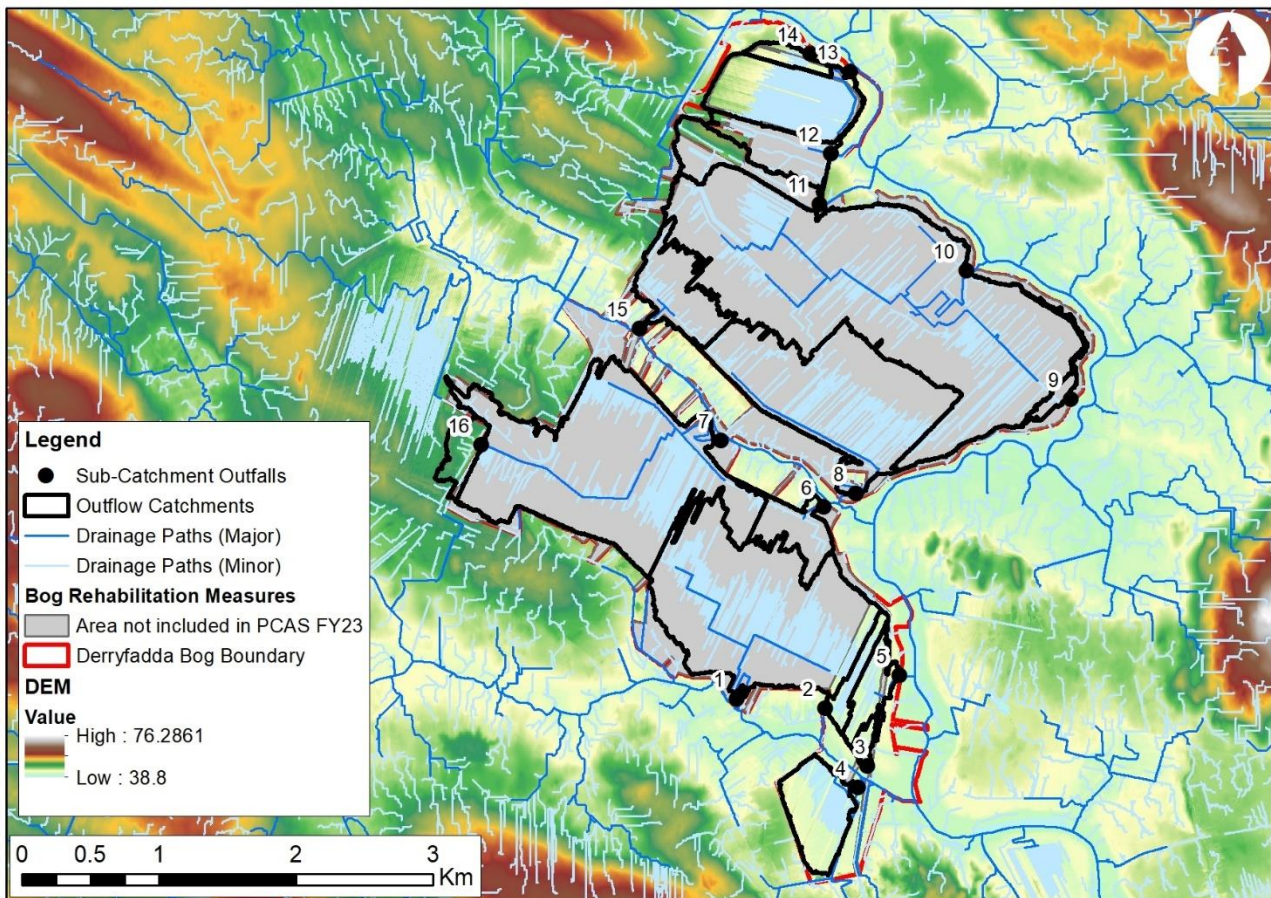 14
13
12
11
10
15
9
7
16
8
6
5
1
2
3
4
Legend
Sub-Catchment Outfalls
Outflow Catchments
Drainage Paths (Major)
Drainage Paths (Minor)
Bog Rehabilitation Measures
Area not included in PCAS FY23
Derryfadda Bog Boundary
DEM
Value
High : 76.2861
Low : 38.8
0 0.5 1 2 3
Km